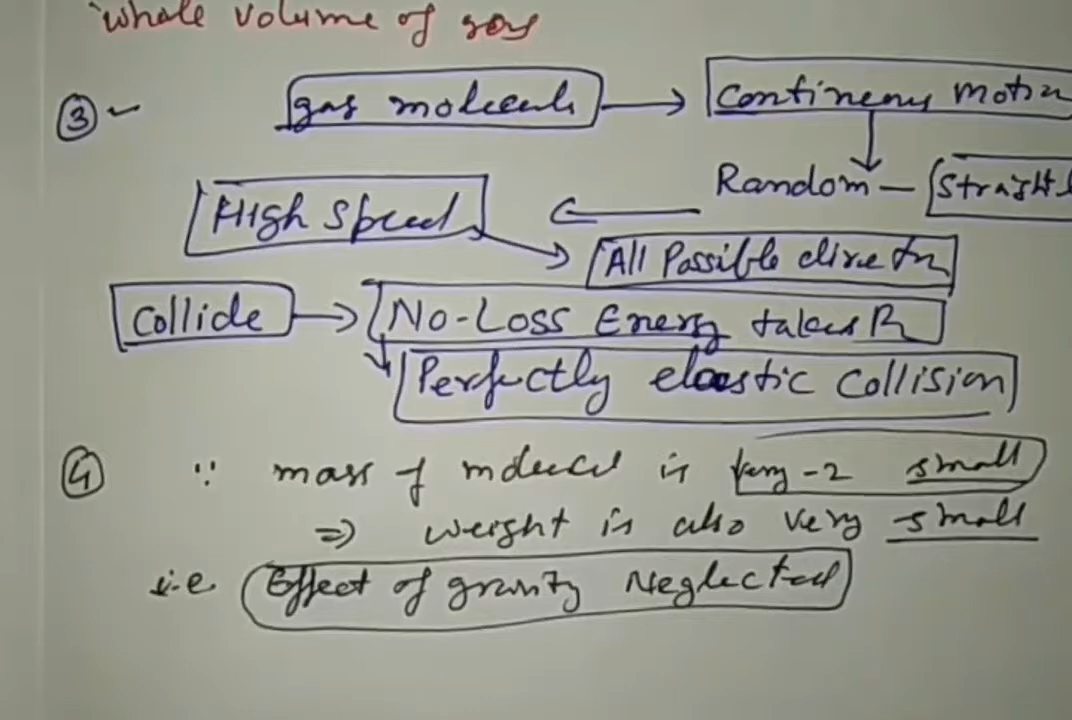 whole volume of gas
③ gas molecule → contineous motion
Random — straight
High Speed ←
→ All Possible direction
collide → No-Loss Energy takes
Perfectly elastic collision
④ ∵ mass of molecule is very-2 small
⇒ weight is also very small
i.e Effect of gravity Neglected